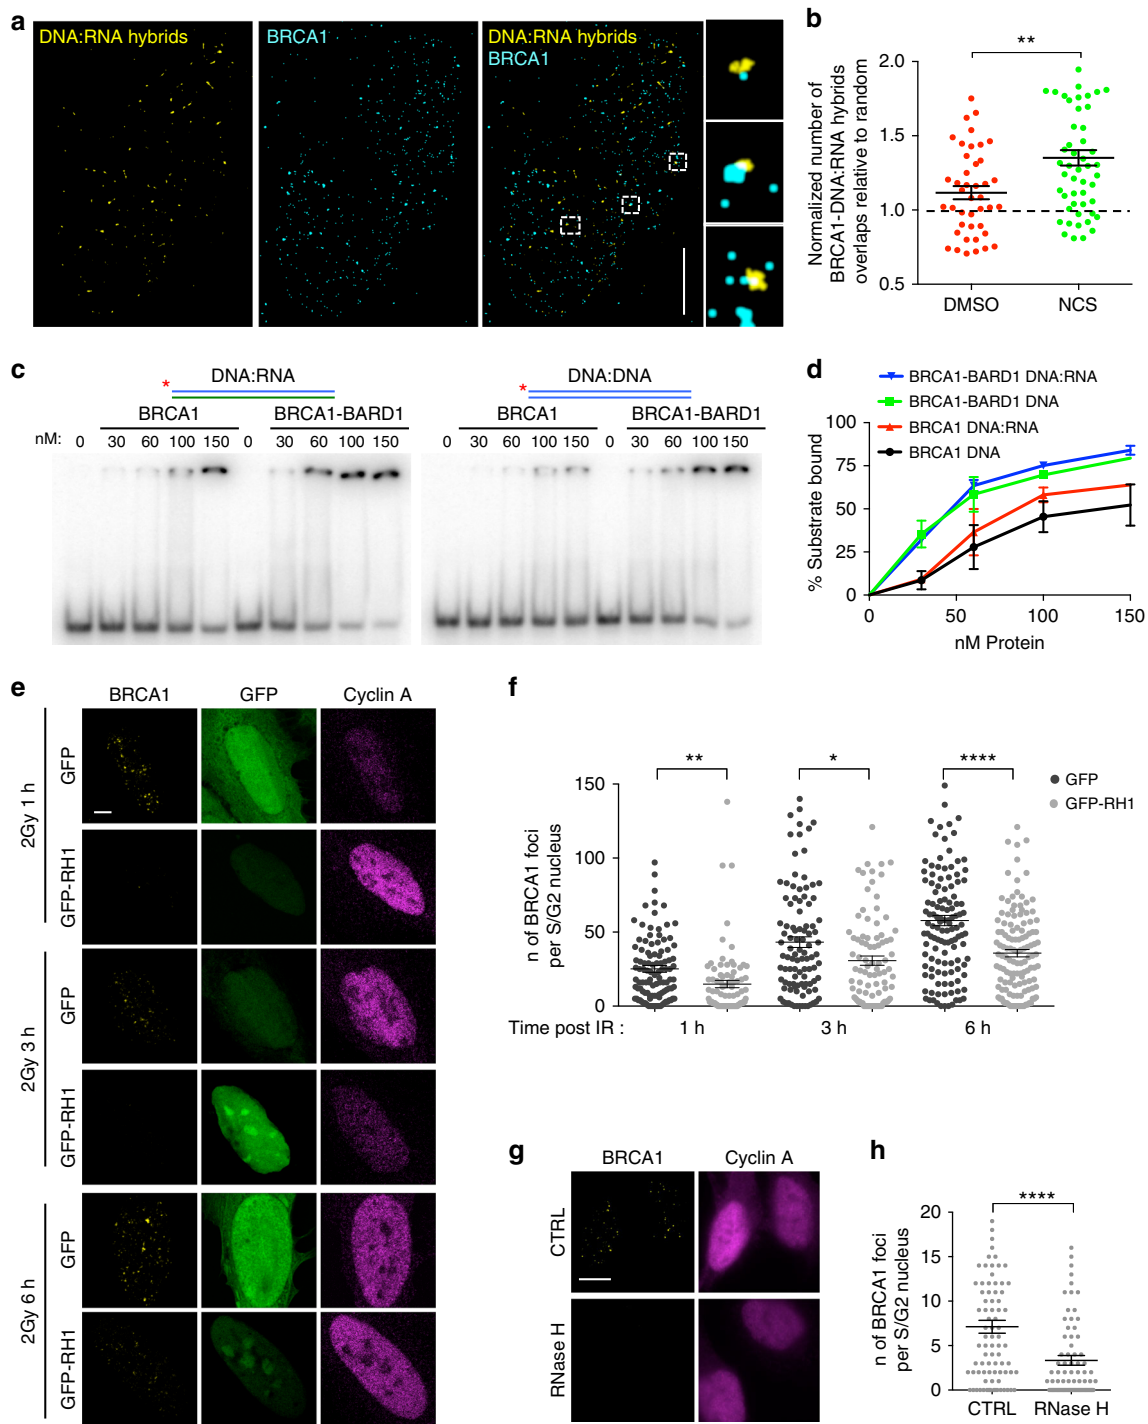 a
DNA:RNA hybrids
BRCA1
DNA:RNA hybrids
BRCA1
b
**
Normalized number of
BRCA1-DNA:RNA hybrids
overlaps relative to random
2.0
1.5
1.0
0.5
DMSO
NCS
c
*
DNA:RNA
BRCA1
BRCA1-BARD1
nM:
0
30
60
100
150
0
30
60
100
150
*
DNA:DNA
BRCA1
BRCA1-BARD1
0
30
60
100
150
0
30
60
100
150
d
BRCA1-BARD1 DNA:RNA
BRCA1-BARD1 DNA
BRCA1 DNA:RNA
BRCA1 DNA
% Substrate bound
100
75
50
25
0
0
50
100
150
nM Protein
e
BRCA1
GFP
Cyclin A
2Gy 1 h
GFP
GFP-RH1
2Gy 3 h
GFP
GFP-RH1
2Gy 6 h
GFP
GFP-RH1
f
**
*
****
GFP
GFP-RH1
n of BRCA1 foci
per S/G2 nucleus
150
100
50
0
Time post IR :
1 h
3 h
6 h
g
BRCA1
Cyclin A
CTRL
RNase H
h
****
n of BRCA1 foci
per S/G2 nucleus
20
15
10
5
0
CTRL
RNase H